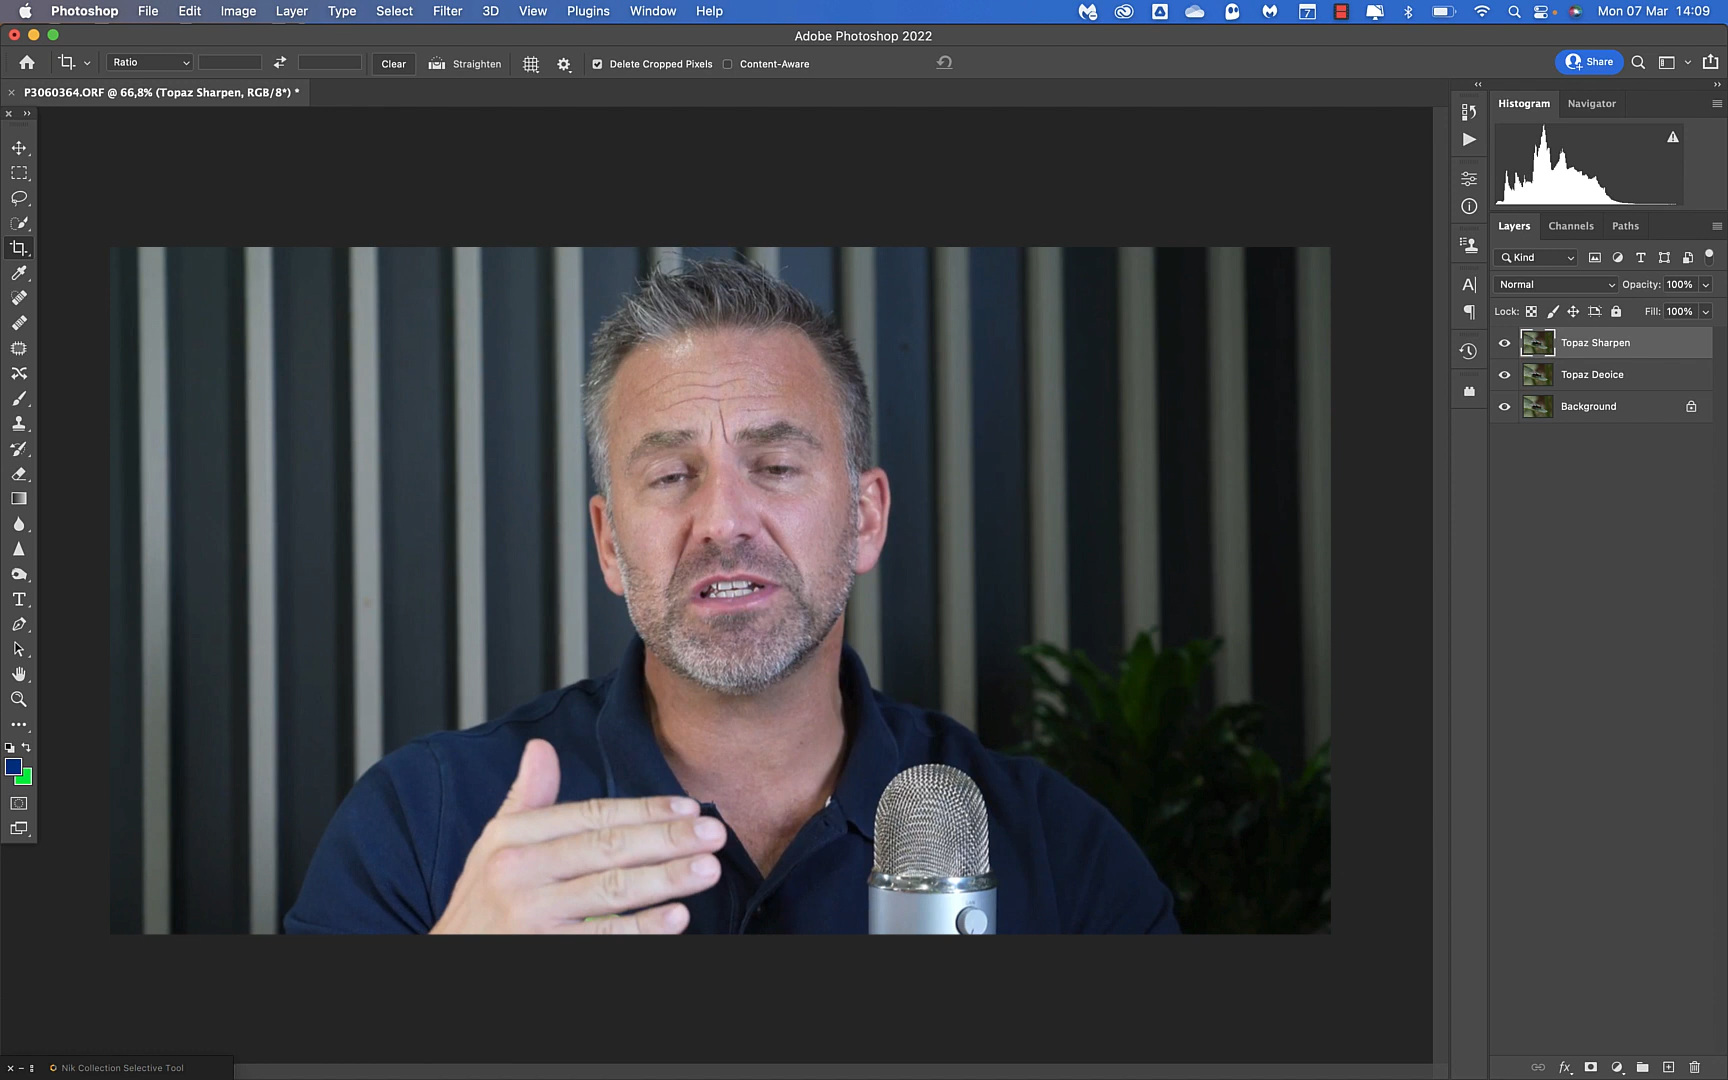 Photoshop File Edit Image Layer Type Select Filter 3D View Plugins Window Help
7
Mon 07 Mar 14:09
Adobe Photoshop 2022
Ratio Clear Straighten Delete Cropped Pixels Content-Aware Share
P3060364.ORF @ 66,8% (Topaz Sharpen, RGB/8*) *
Histogram Navigator
Layers Channels Paths
Kind
Normal Opacity: 100%
Lock: Fill: 100%
Topaz Sharpen
Topaz Deoice
Background
Nik Collection Selective Tool